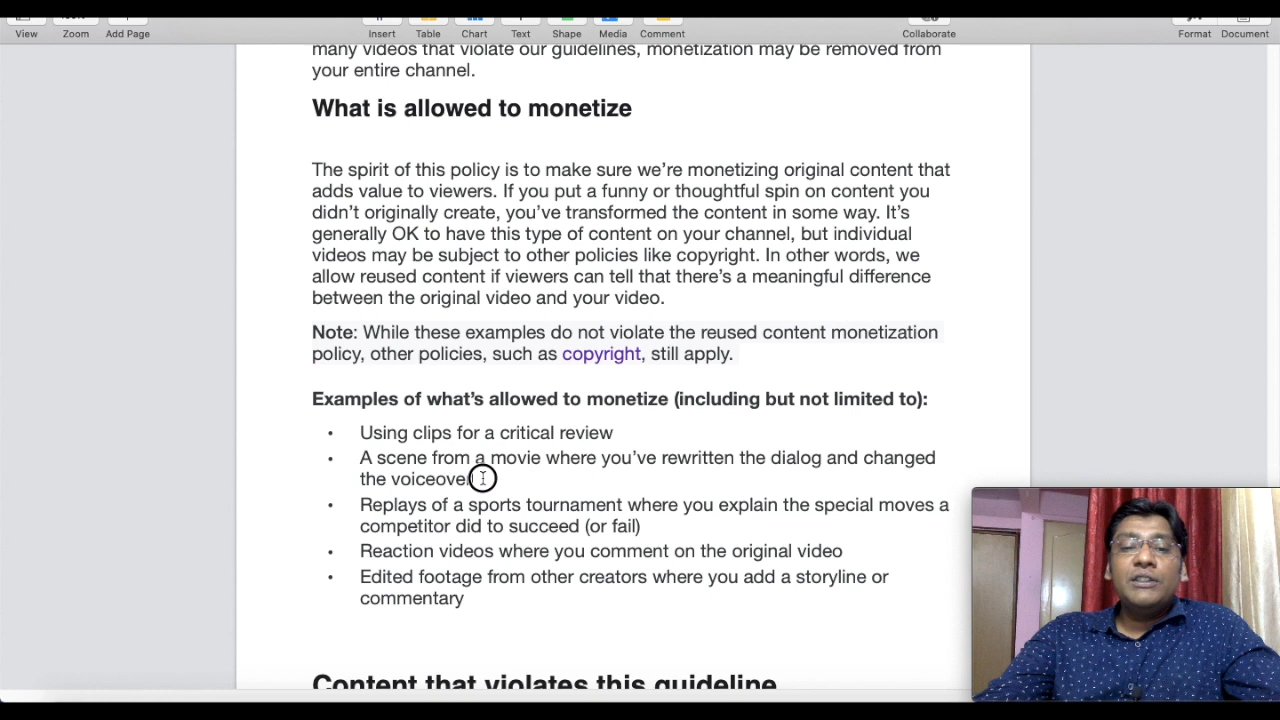 View Zoom Add Page Insert Table Chart Text Shape Media Comment Collaborate Format Document
many videos that violate our guidelines, monetization may be removed from
your entire channel.
What is allowed to monetize
The spirit of this policy is to make sure we’re monetizing original content that
adds value to viewers. If you put a funny or thoughtful spin on content you
didn’t originally create, you’ve transformed the content in some way. It’s
generally OK to have this type of content on your channel, but individual
videos may be subject to other policies like copyright. In other words, we
allow reused content if viewers can tell that there’s a meaningful difference
between the original video and your video.
Note: While these examples do not violate the reused content monetization
policy, other policies, such as copyright, still apply.
Examples of what’s allowed to monetize (including but not limited to):
• Using clips for a critical review
• A scene from a movie where you’ve rewritten the dialog and changed
the voiceover
• Replays of a sports tournament where you explain the special moves a
competitor did to succeed (or fail)
• Reaction videos where you comment on the original video
• Edited footage from other creators where you add a storyline or
commentary
Content that violates this guideline